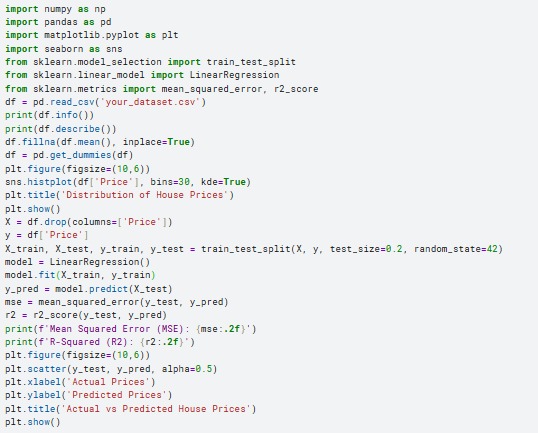 import numpy as np
import pandas as pd
import matplotlib.pyplot as plt
import seaborn as sns
from sklearn.model_selection import train_test_split
from sklearn.linear_model import LinearRegression
from sklearn.metrics import mean_squared_error, r2_score
df = pd.read_csv('your_dataset.csv')
print(df.info())
print(df.describe())
df.fillna(df.mean(), inplace=True)
df = pd.get_dummies(df)
plt.figure(figsize=(10,6))
sns.histplot(df['Price'], bins=30, kde=True)
plt.title('Distribution of House Prices')
plt.show()
X = df.drop(columns=['Price'])
y = df['Price']
X_train, X_test, y_train, y_test = train_test_split(X, y, test_size=0.2, random_state=42)
model = LinearRegression()
model.fit(X_train, y_train)
y_pred = model.predict(X_test)
mse = mean_squared_error(y_test, y_pred)
r2 = r2_score(y_test, y_pred)
print(f'Mean Squared Error (MSE): {mse:.2f}')
print(f'R-Squared (R2): {r2:.2f}')
plt.figure(figsize=(10,6))
plt.scatter(y_test, y_pred, alpha=0.5)
plt.xlabel('Actual Prices')
plt.ylabel('Predicted Prices')
plt.title('Actual vs Predicted House Prices')
plt.show()